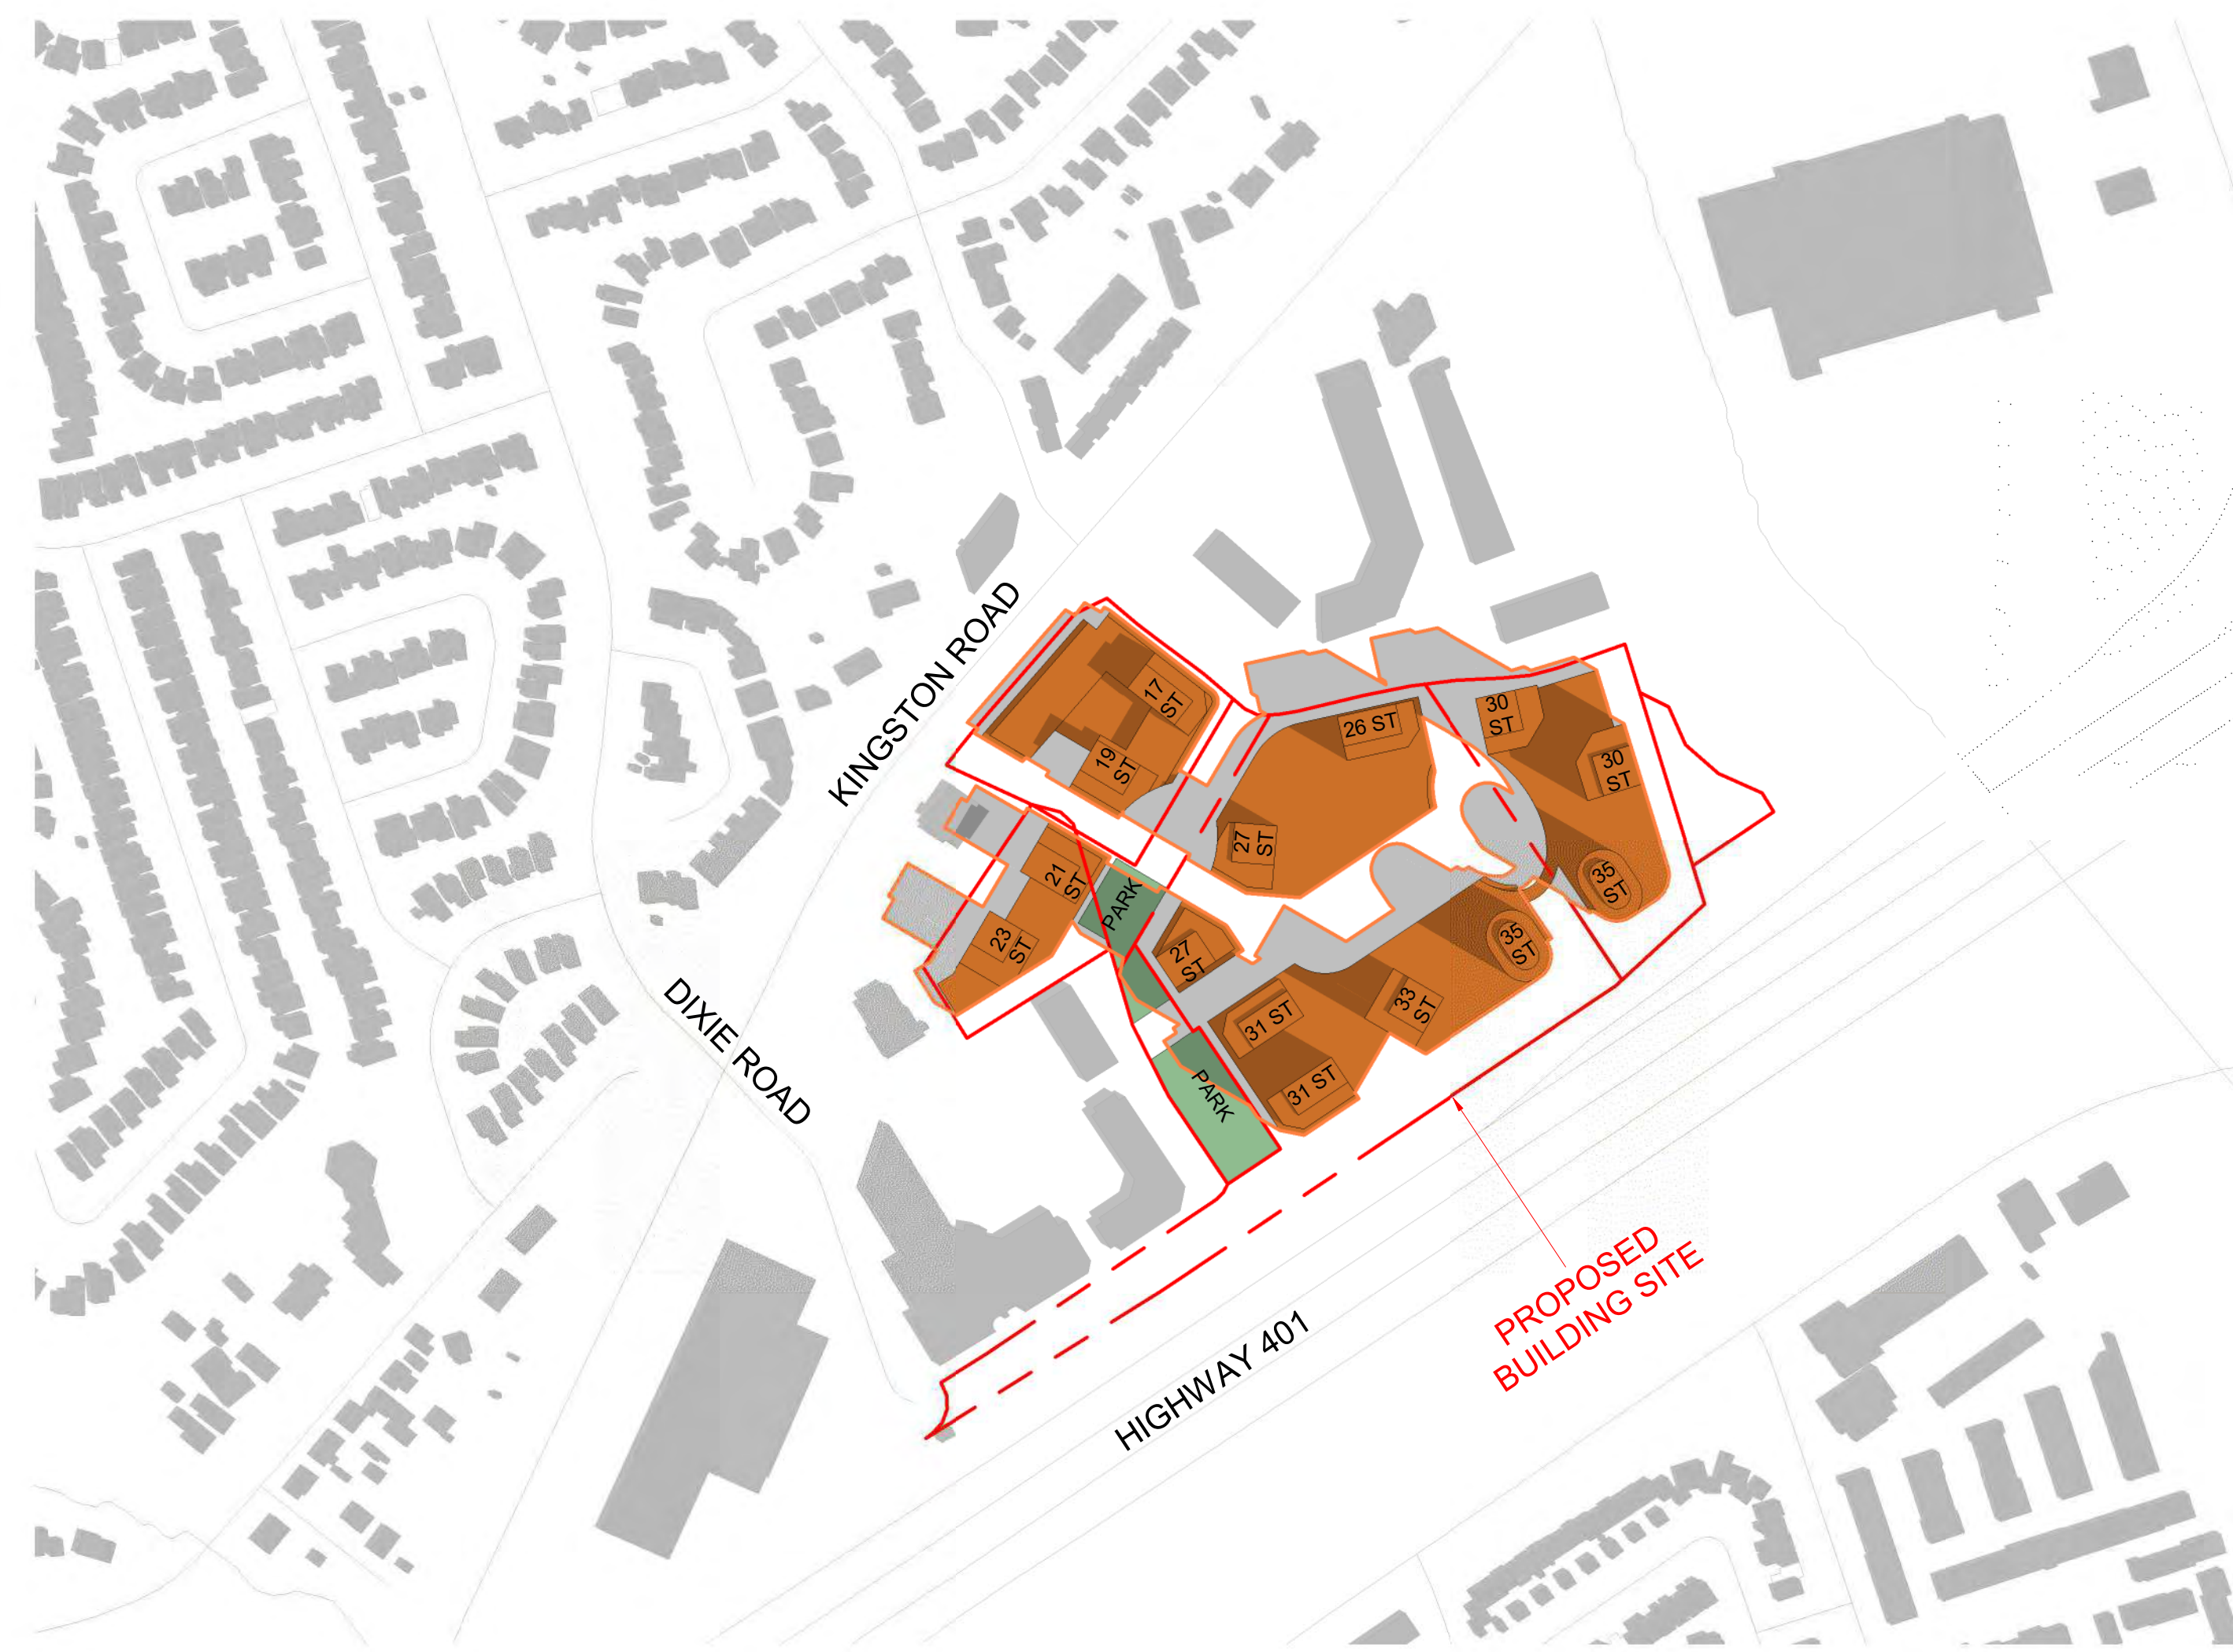 KINGSTON ROAD
17
ST
19
ST
26 ST
30
ST
30
ST
27
ST
21
ST
PARK
23
ST
27
ST
35
ST
35
ST
33
ST
31 ST
31 ST
PARK
DIXIE ROAD
HIGHWAY 401
PROPOSED
BUILDING SITE